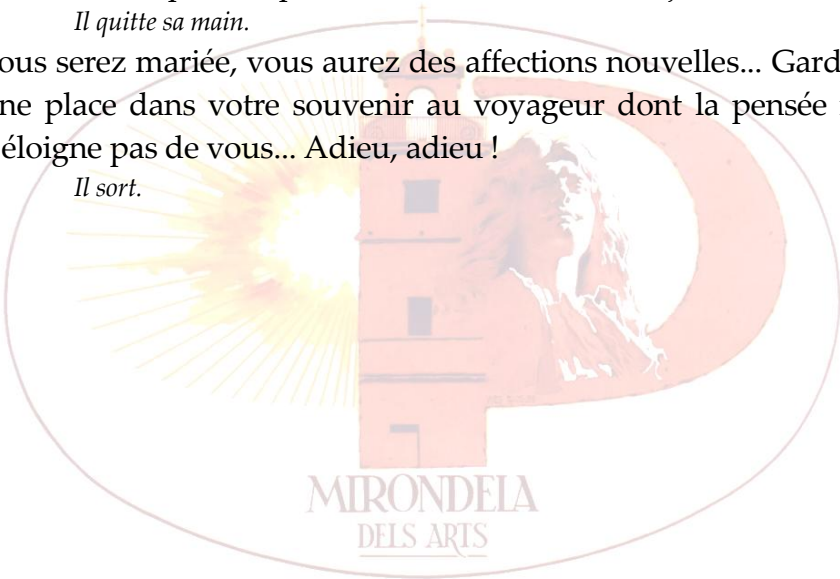 Il quitte sa main.
ous serez mariée, vous aurez des affections nouvelles... Gard
ne place dans votre souvenir au voyageur dont la pensée
éloigne pas de vous... Adieu, adieu !
Il sort.
MIRONDELA
DELS ARTS